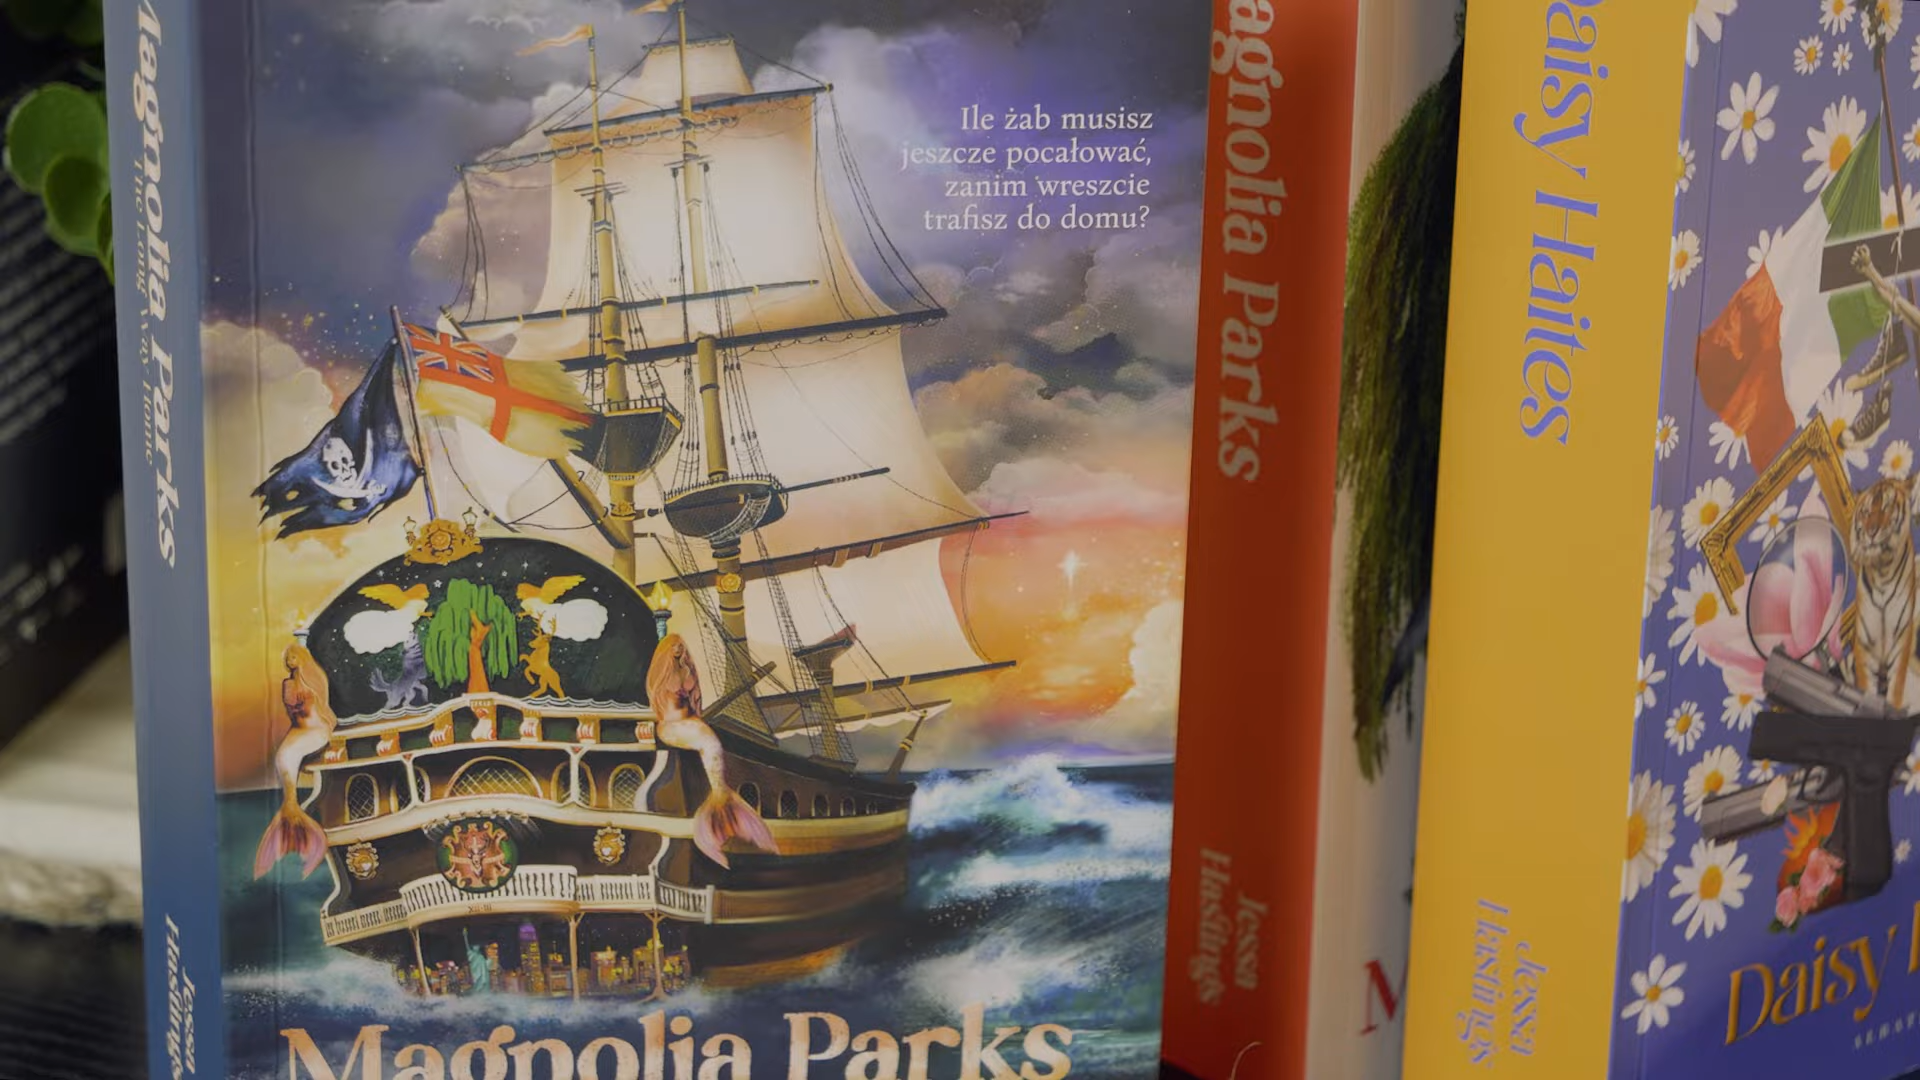 Magnolia Parks
The Long Way Home
Jessa
Hastings
Ile żab musisz
jeszcze pocałować,
zanim wreszcie
trafisz do domu?
Magnolia Parks
agnolia Parks
Jessa
Hastings
M
Daisy Haites
Jessa
Hastings
Daisy